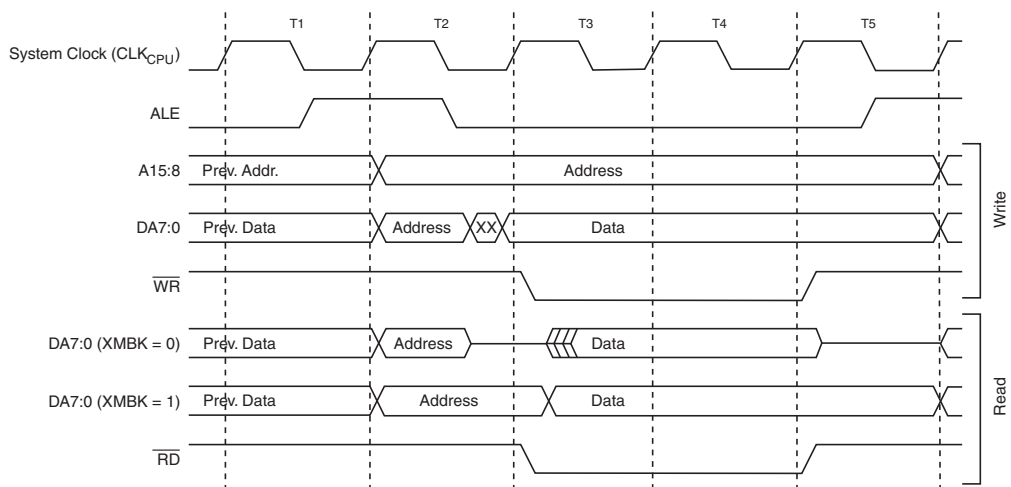 T1 T2 T3 T4 T5
System Clock (CLKCPU)
ALE
A15:8 Prev. Addr. Address
DA7:0 Prev. Data Address XX Data
WR
Write
DA7:0 (XMBK = 0) Prev. Data Address Data
DA7:0 (XMBK = 1) Prev. Data Address Data
RD
Read